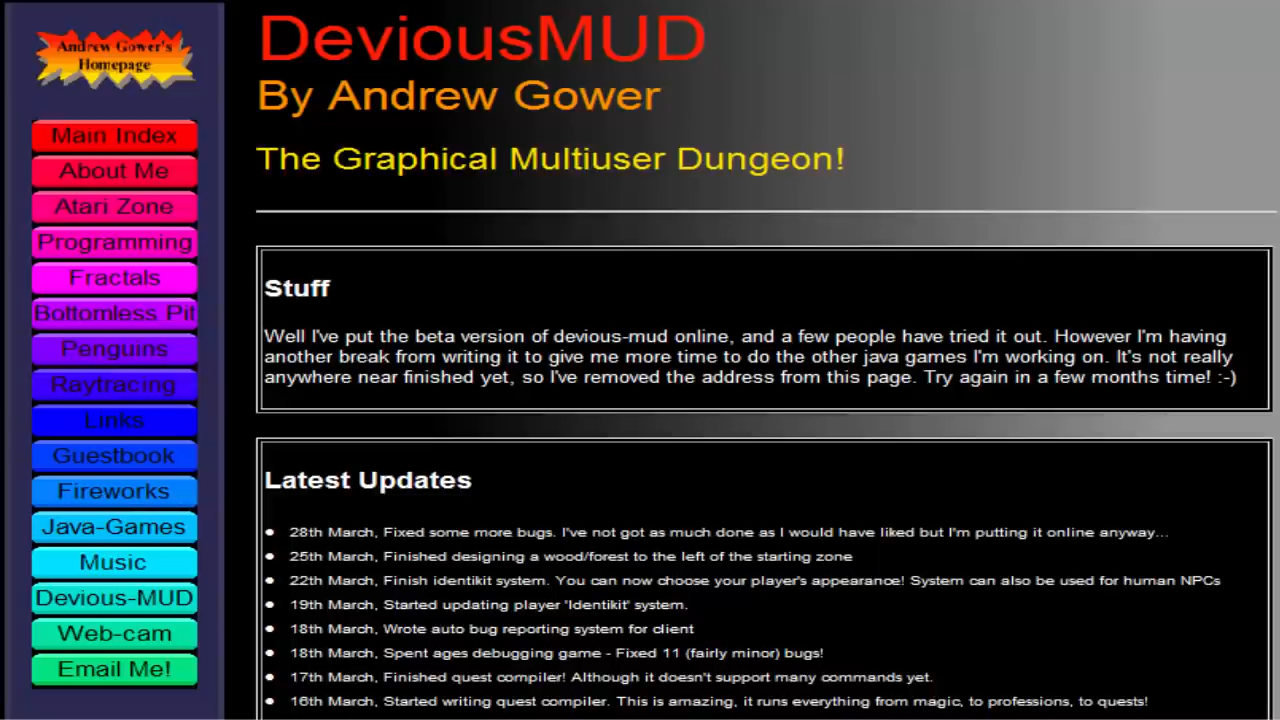 Andrew Gower's
Homepage
Main Index
About Me
Atari Zone
Programming
Fractals
Bottomless Pit
Penguins
Raytracing
Links
Guestbook
Fireworks
Java-Games
Music
Devious-MUD
Web-cam
Email Me!
DeviousMUD
By Andrew Gower
The Graphical Multiuser Dungeon!
Stuff
Well I've put the beta version of devious-mud online, and a few people have tried it out. However I'm having
another break from writing it to give me more time to do the other java games I'm working on. It's not really
anywhere near finished yet, so I've removed the address from this page. Try again in a few months time! :-)
Latest Updates
● 28th March, Fixed some more bugs. I've not got as much done as I would have liked but I'm putting it online anyway...
● 25th March, Finished designing a wood/forest to the left of the starting zone
● 22th March, Finish identikit system. You can now choose your player's appearance! System can also be used for human NPCs
● 19th March, Started updating player 'Identikit' system.
● 18th March, Wrote auto bug reporting system for client
● 18th March, Spent ages debugging game - Fixed 11 (fairly minor) bugs!
● 17th March, Finished quest compiler! Although it doesn't support many commands yet.
● 16th March, Started writing quest compiler. This is amazing, it runs everything from magic, to professions, to quests!